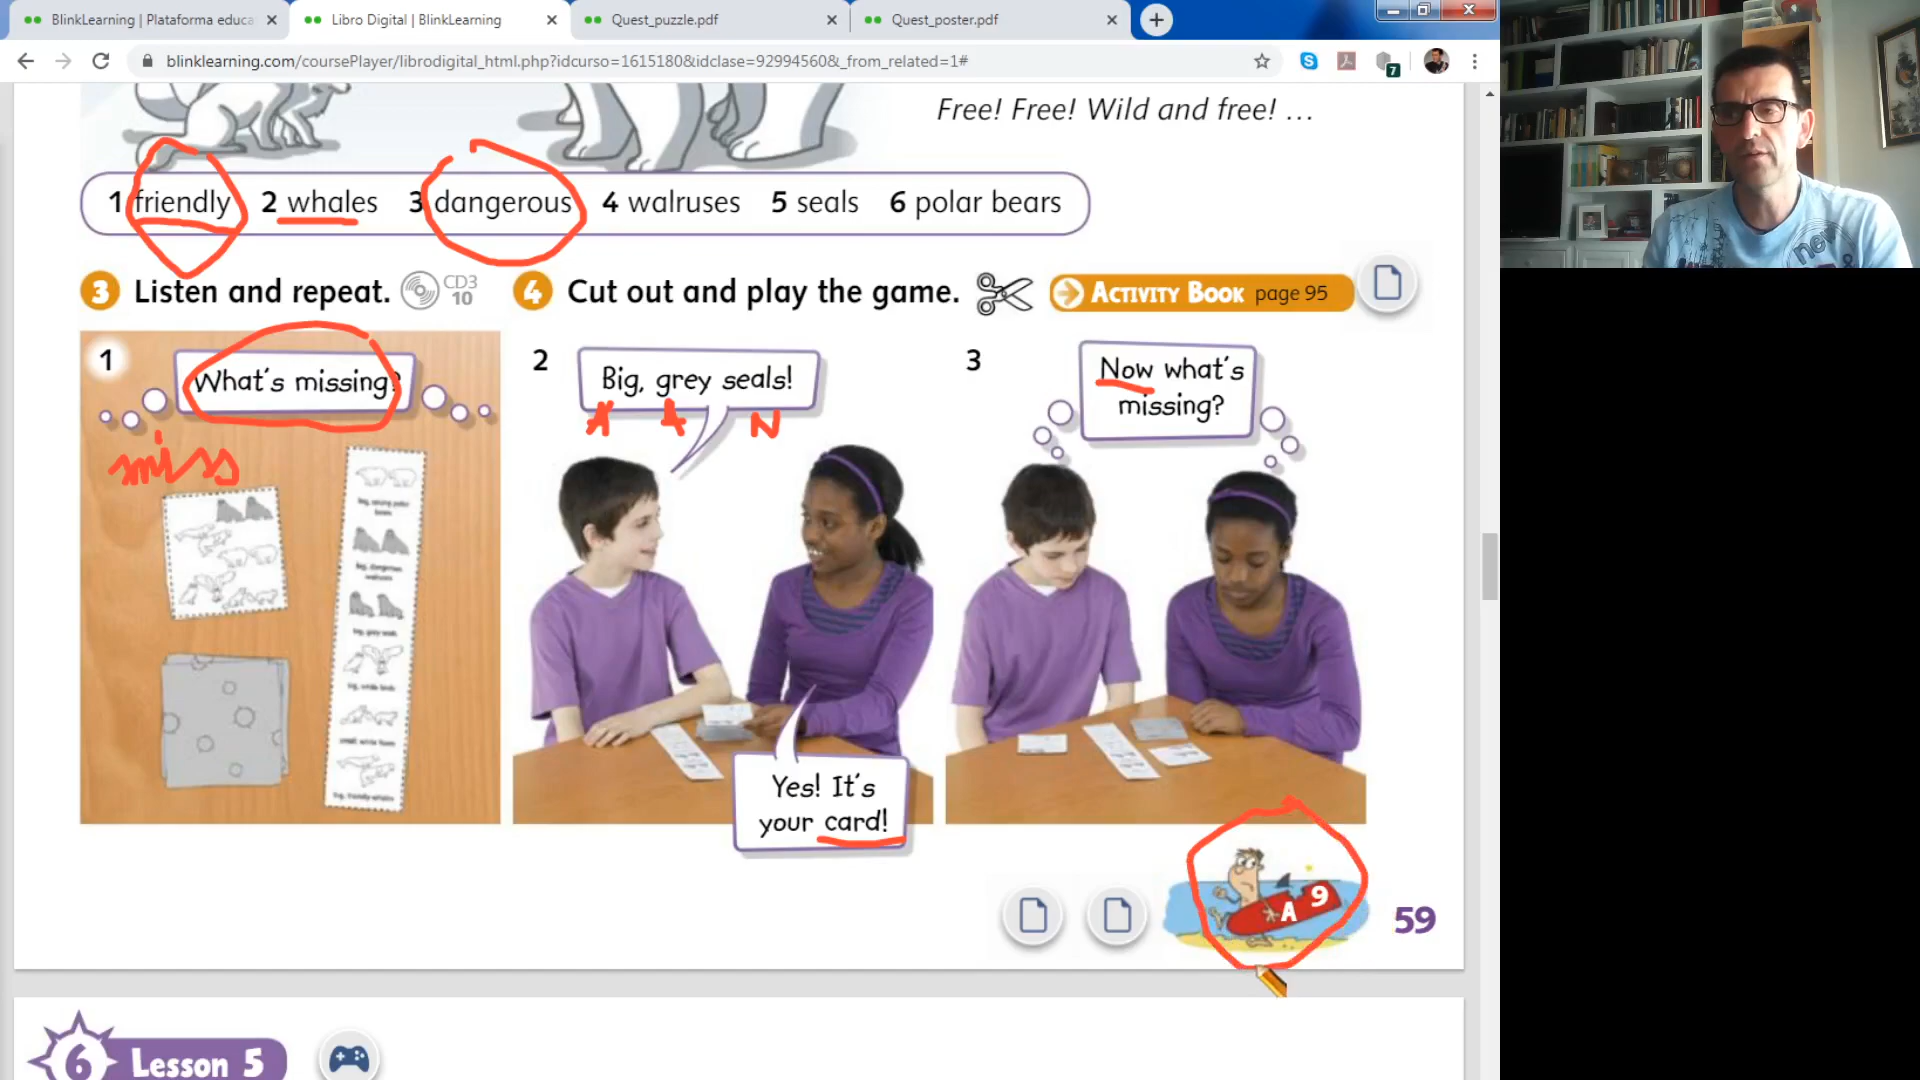 BlinkLearning | Plataforma educa
Libro Digital | BlinkLearning
Quest_puzzle.pdf
Quest_poster.pdf
blinklearning.com/coursePlayer/librodigital_html.php?idcurso=1615180&idclase=92994560&_from_related=1#
7
Free! Free! Wild and free! ...
1 friendly 2 whales 3 dangerous 4 walruses 5 seals 6 polar bears
3 Listen and repeat. CD3 10
4 Cut out and play the game. ACTIVITY BOOK page 95
1 What's missing?
miss
2 Big, grey seals!
A A N
Yes! It's
your card!
3 Now what's
missing?
A 9
59
6 Lesson 5
new